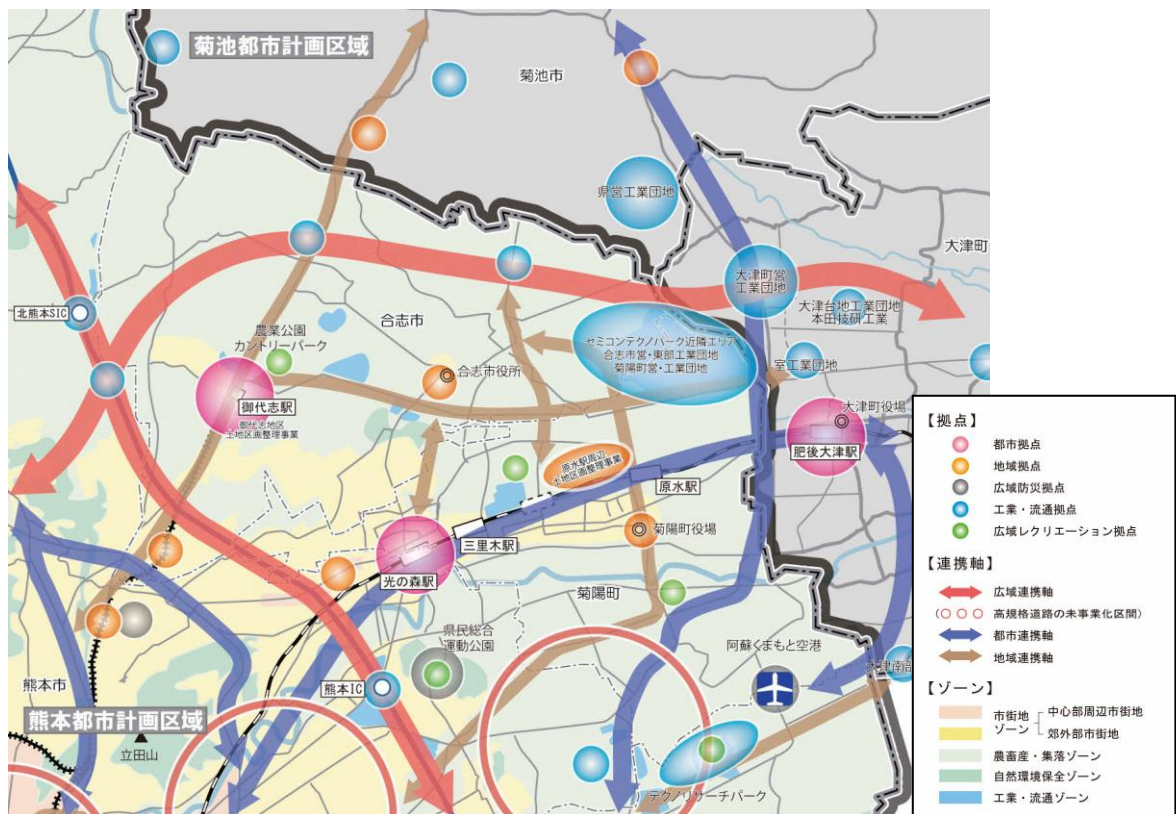 菊池都市計画区域
菊池市
県営工業団地
大津町
大津町営
工業団地
大津台地工業団地
本田技研工業
北熊本SIC
合志市
農業公園
カントリーパーク
セミコンテクノパーク近隣エリア
合志市営・東部工業団地
菊陽町営・工業団地
室工業団地
合志市役所
御代志駅
御代志地区
土地区画整理事業
大津町役場
肥後大津駅
原水駅周辺
土地区画整理事業
原水駅
三里木駅
菊陽町役場
光の森駅
菊陽町
県民総合
運動公園
阿蘇くまもと空港
大津南部
熊本市
熊本IC
熊本都市計画区域
立田山
テクノリサーチパーク
【拠点】
都市拠点
地域拠点
広域防災拠点
工業・流通拠点
広域レクリエーション拠点
【連携軸】
広域連携軸
(○○○ 高規格道路の未事業化区間)
都市連携軸
地域連携軸
【ゾーン】
市街地
ゾーン
中心部周辺市街地
郊外部市街地
農畜産・集落ゾーン
自然環境保全ゾーン
工業・流通ゾーン